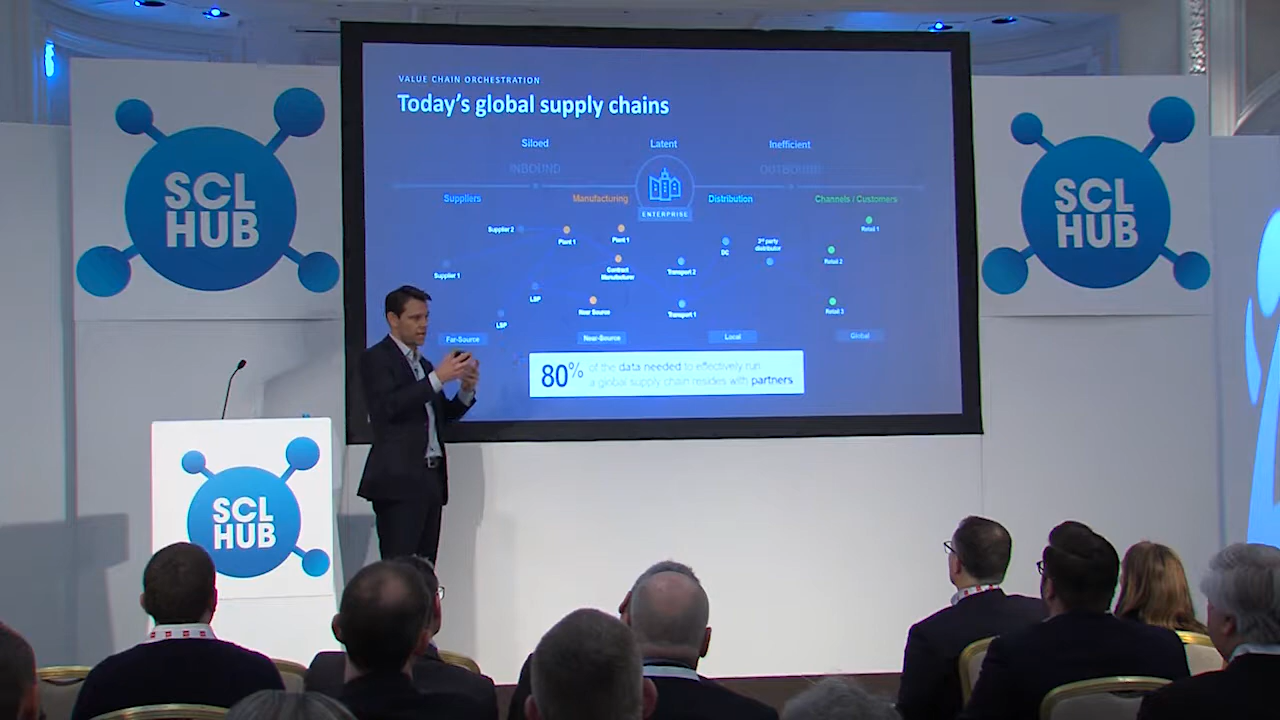 VALUE CHAIN ORCHESTRATION
Today's global supply chains
Siloed
Latent
Inefficient
INBOUND
OUTBOUND
Suppliers
Manufacturing
ENTERPRISE
Distribution
Channels / Customers
Supplier 2
Plant 1
Plant 1
DC
3rd party
distributor
Retail 1
Supplier 1
Contract
Manufacturer
Transport 2
Retail 2
LSP
Near Source
Transport 1
Retail 3
LSP
Far-Source
Near-Source
Local
Global
80% of the data needed to effectively run
a global supply chain resides with partners
SCL
HUB
SCL
HUB
SCL
HUB